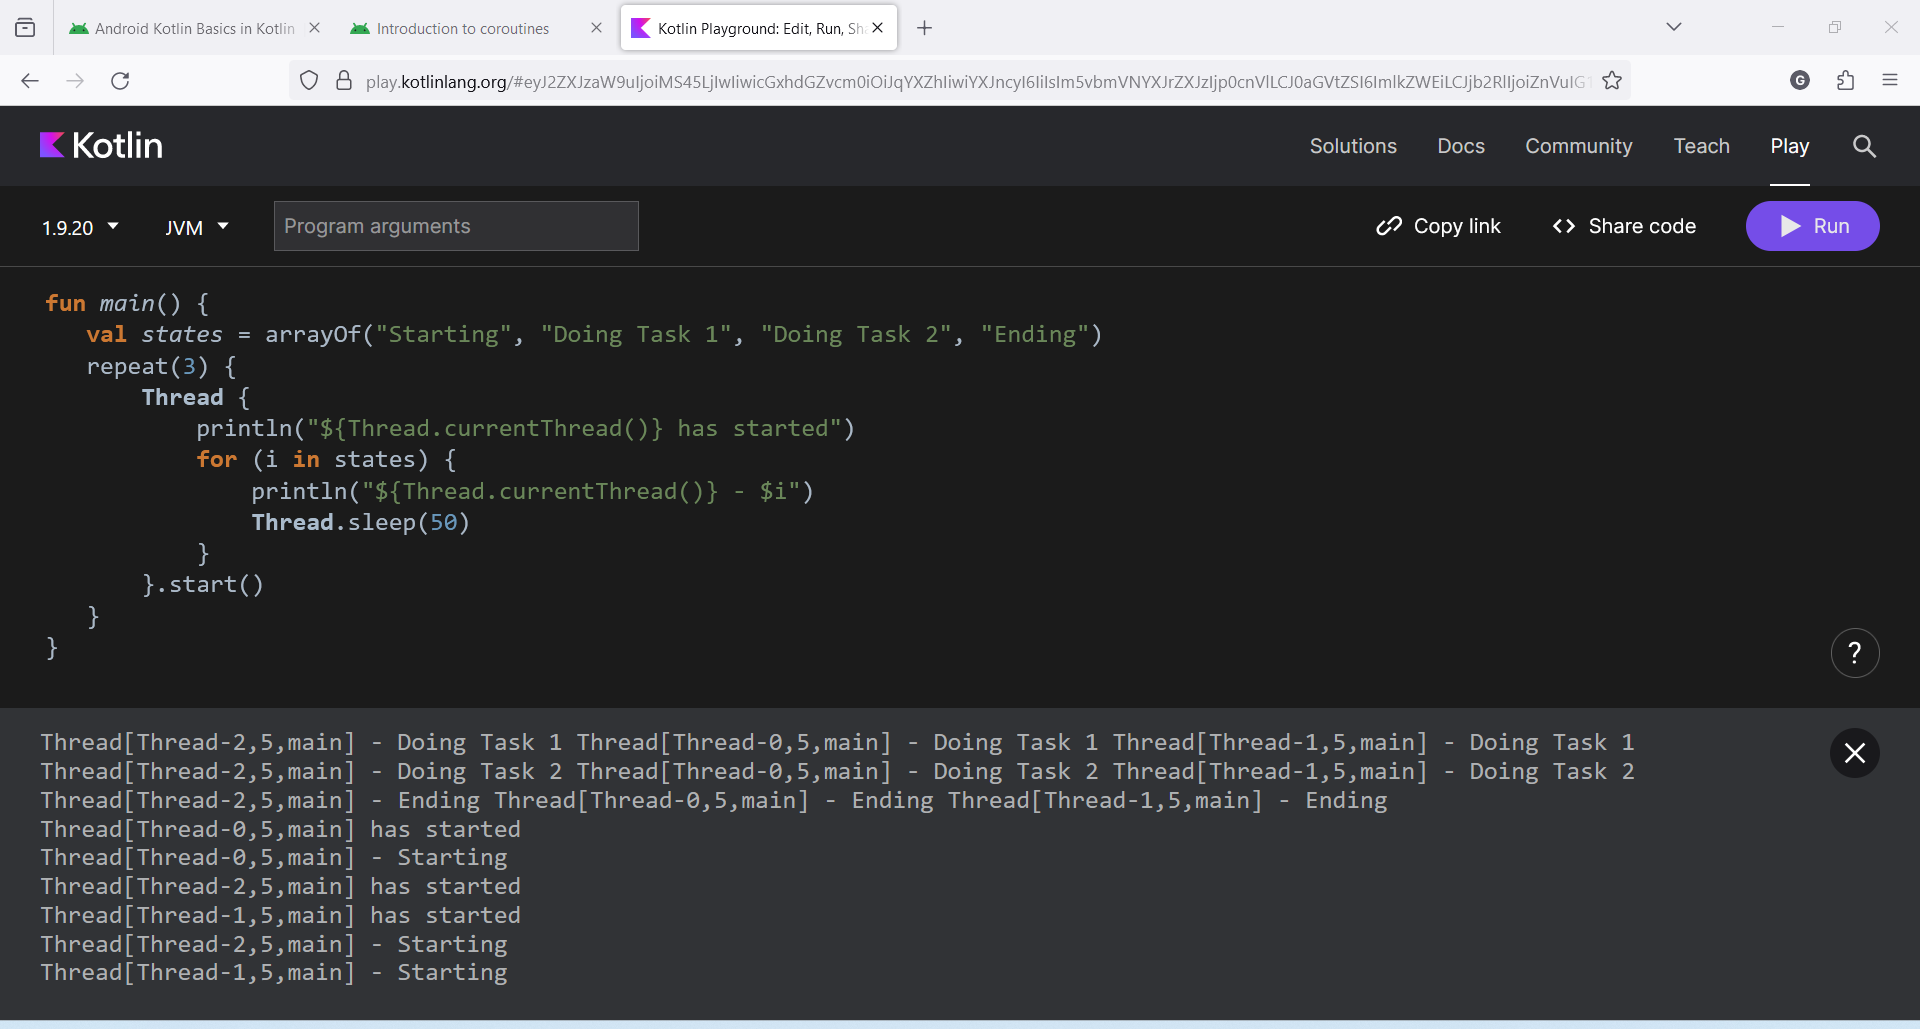 Android Kotlin Basics in Kotlin
Introduction to coroutines
Kotlin Playground: Edit, Run, Sh
play.kotlinlang.org/
Kotlin
Solutions
Docs
Community
Teach
Play
1.9.20
JVM
Program arguments
Copy link
Share code
Run
fun main() {
val states = arrayOf("Starting", "Doing Task 1", "Doing Task 2", "Ending")
repeat(3) {
Thread {
println("${Thread.currentThread()} has started")
for (i in states) {
println("${Thread.currentThread()} - $i")
Thread.sleep(50)
}
}.start()
}
}
?
Thread[Thread-2,5,main] - Doing Task 1 Thread[Thread-0,5,main] - Doing Task 1 Thread[Thread-1,5,main] - Doing Task 1
Thread[Thread-2,5,main] - Doing Task 2 Thread[Thread-0,5,main] - Doing Task 2 Thread[Thread-1,5,main] - Doing Task 2
Thread[Thread-2,5,main] - Ending Thread[Thread-0,5,main] - Ending Thread[Thread-1,5,main] - Ending
Thread[Thread-0,5,main] has started
Thread[Thread-0,5,main] - Starting
Thread[Thread-2,5,main] has started
Thread[Thread-1,5,main] has started
Thread[Thread-2,5,main] - Starting
Thread[Thread-1,5,main] - Starting